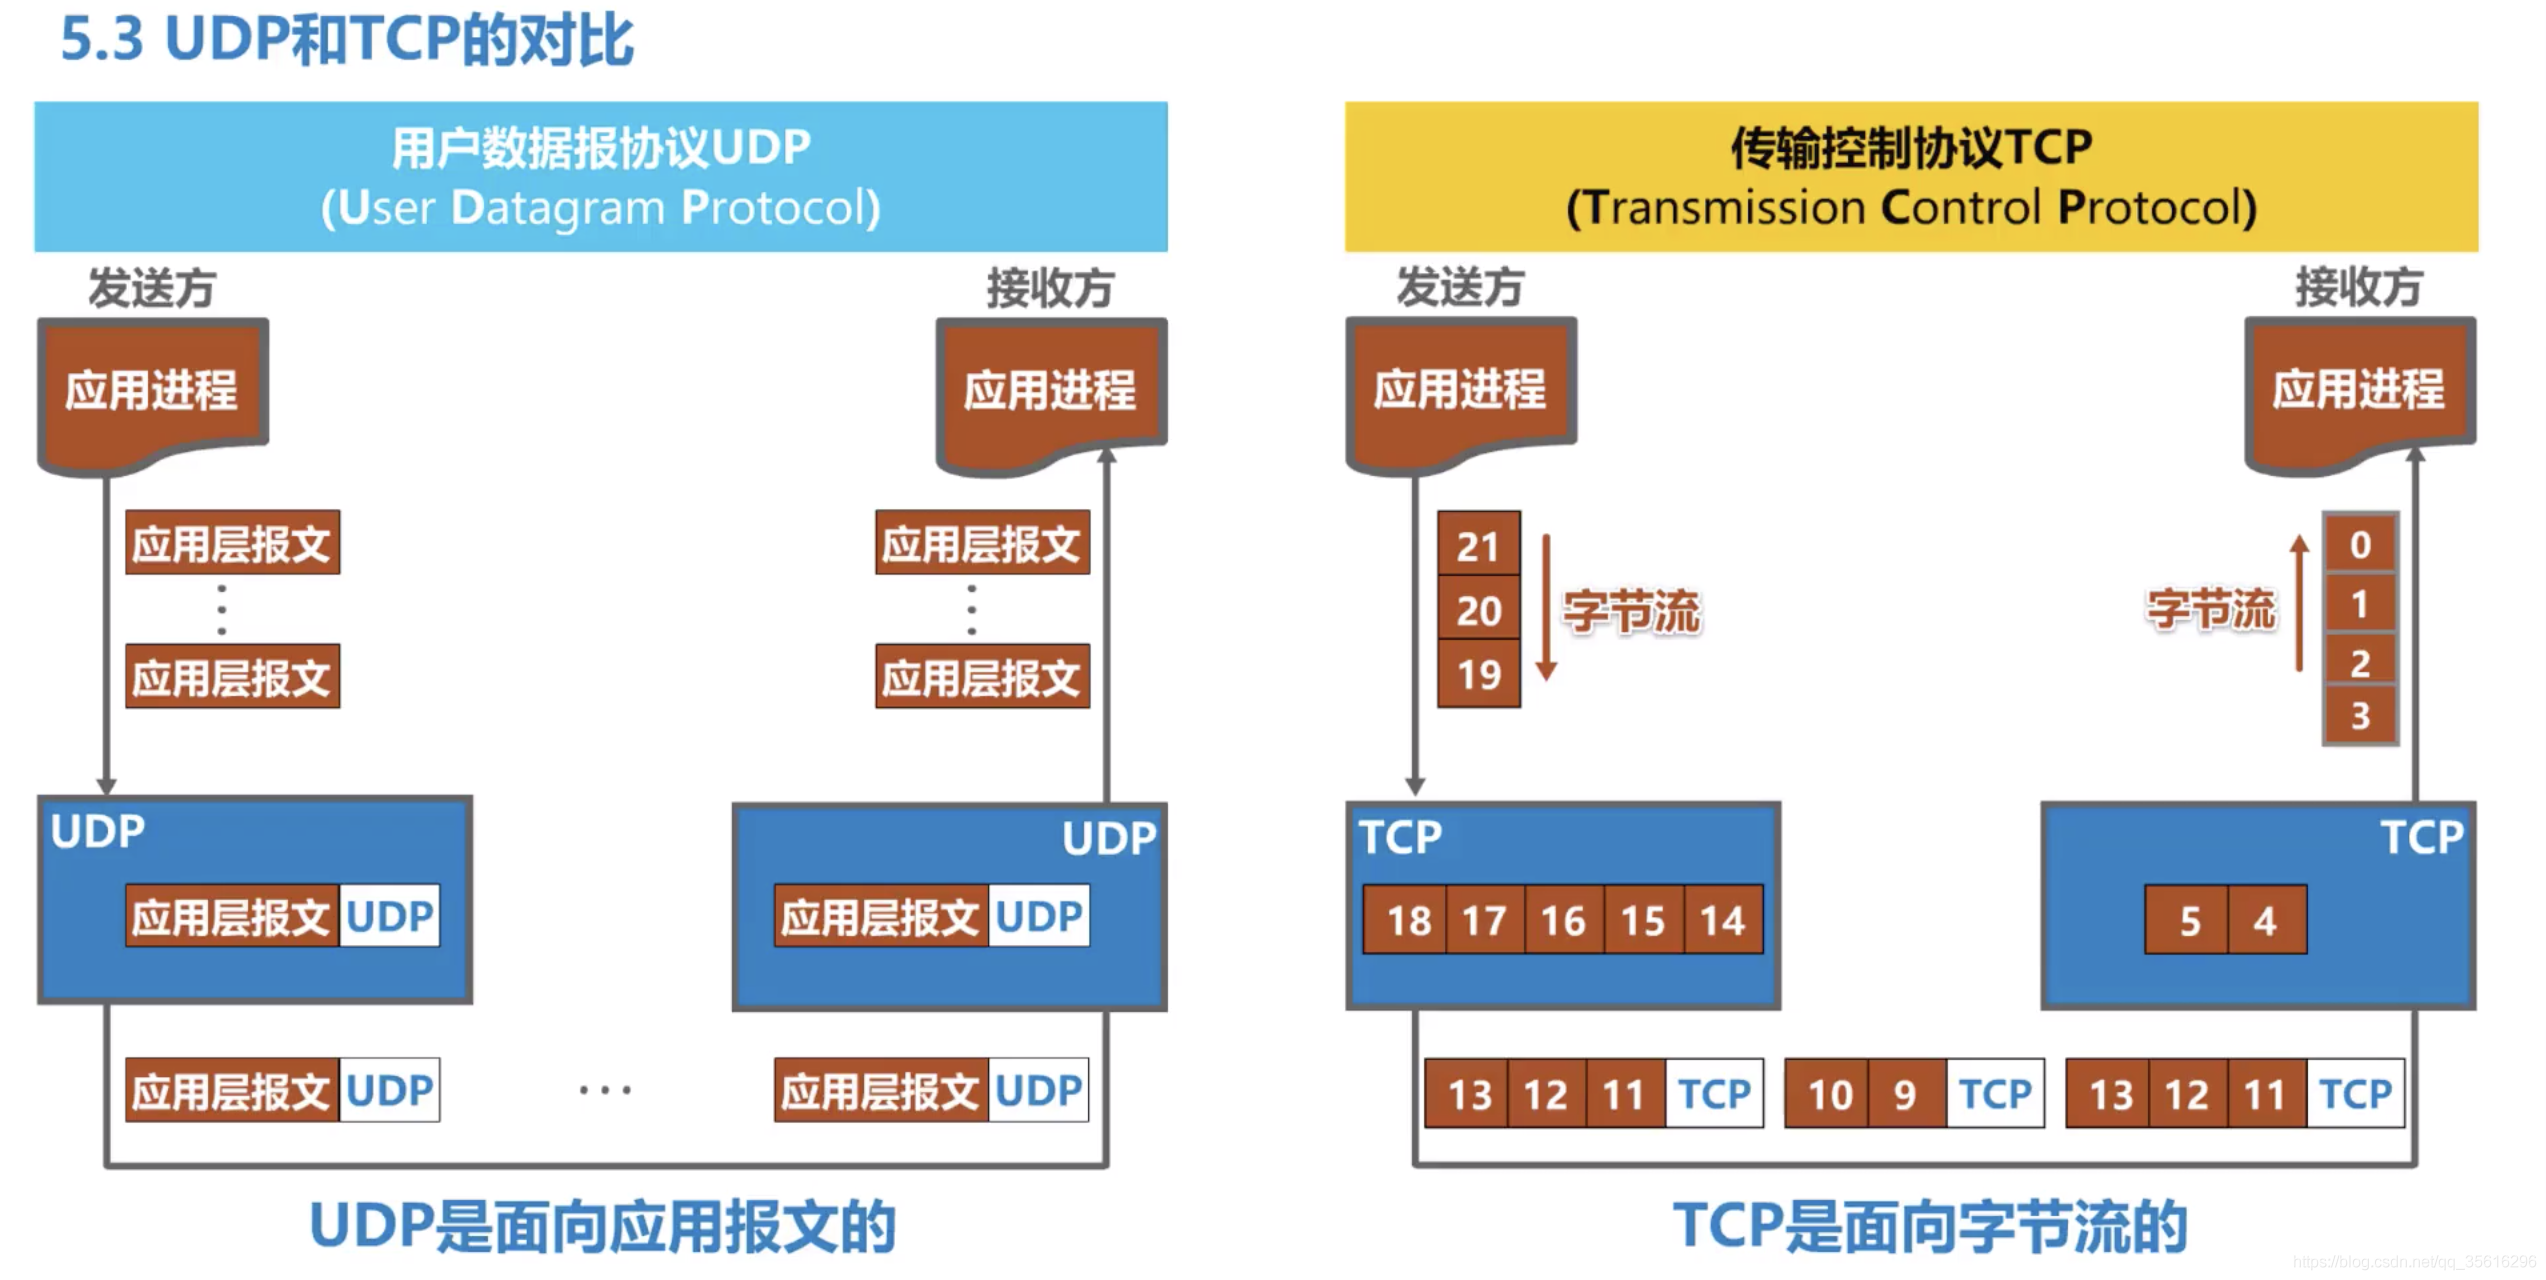 5.3 UDP和TCP的对比
用户数据报协议UDP
(User Datagram Protocol)
发送方
接收方
应用进程
应用进程
应用层报文
应用层报文
应用层报文
应用层报文
UDP
UDP
应用层报文 UDP
应用层报文 UDP
应用层报文 UDP
...
应用层报文 UDP
UDP是面向应用报文的
传输控制协议TCP
(Transmission Control Protocol)
发送方
接收方
应用进程
应用进程
21
20
19
字节流
字节流
0
1
2
3
TCP
TCP
18 17 16 15 14
5 4
13 12 11 TCP
10 9 TCP
13 12 11 TCP
TCP是面向字节流的
https://blog.csdn.net/qq_35616296